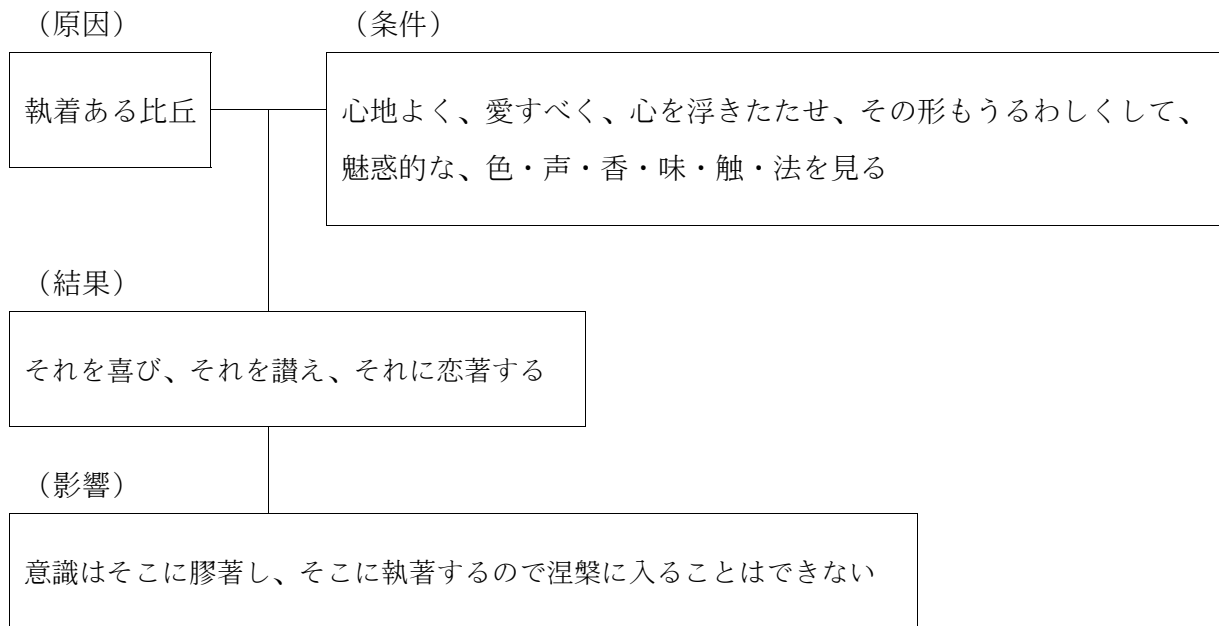 （原因）
（条件）
執着ある比丘
心地よく、愛すべく、心を浮きたたせ、その形もうるわしくして、
魅惑的な、色・声・香・味・触・法を見る
（結果）
それを喜び、それを讃え、それに恋著する
（影響）
意識はそこに膠著し、そこに執著するので涅槃に入ることはできない